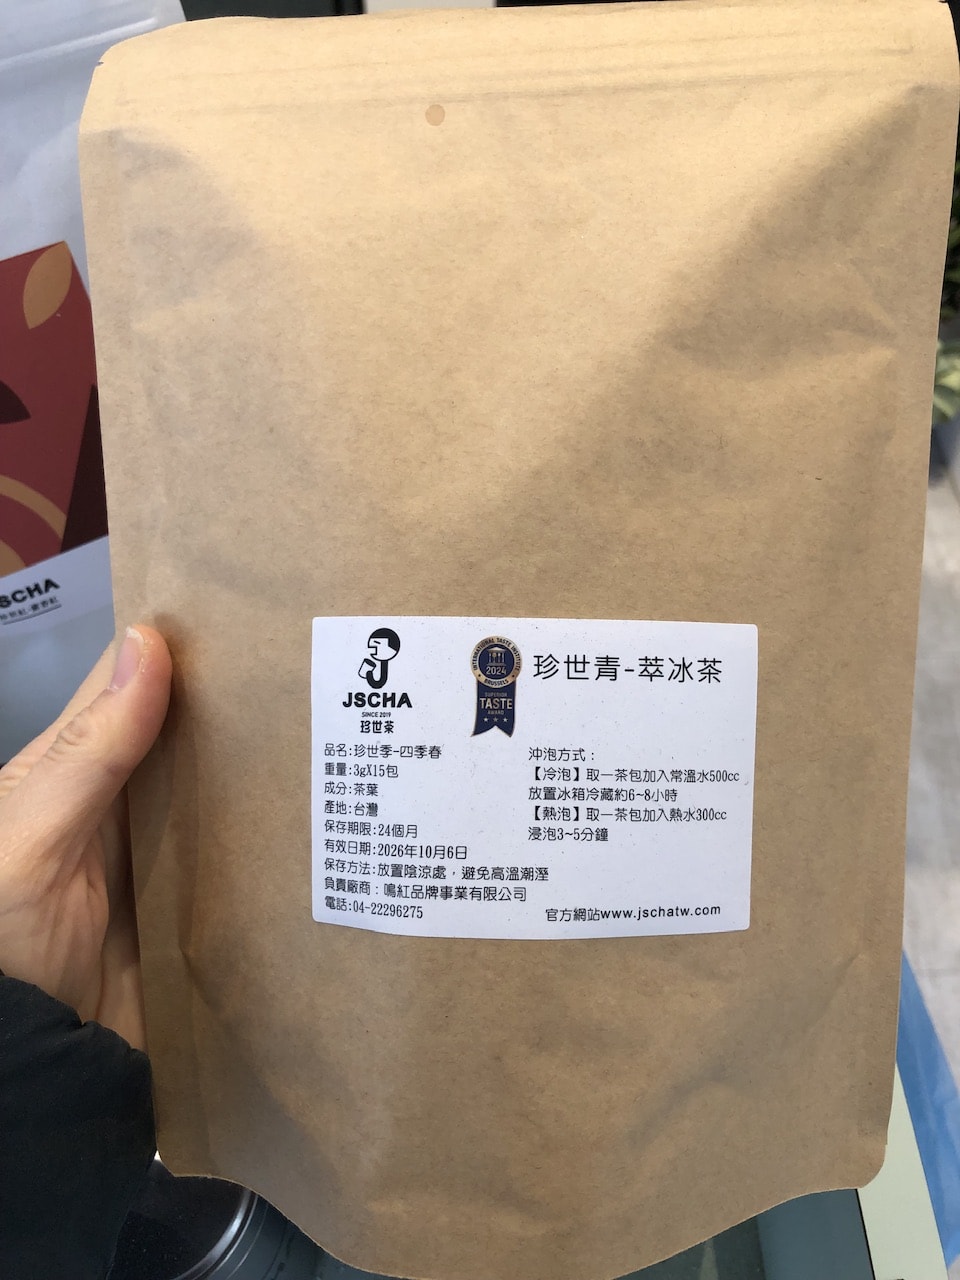 JSCHA
SINCE 2019
珍世茶
INTERNATIONAL TASTE INSTITUTE
2024
BRUSSELS
SUPERIOR
TASTE
AWARD
珍世青-萃冰茶
品名:珍世季-四季春
重量:3gX15包
成分:茶葉
產地:台灣
保存期限:24個月
有效日期:2026年10月6日
保存方法:放置陰涼處，避免高溫潮溼
負責廠商：鳴紅品牌事業有限公司
電話:04-22296275
沖泡方式：
【冷泡】取一茶包加入常溫水500cc
放置冰箱冷藏約6~8小時
【熱泡】取一茶包加入熱水300cc
浸泡3~5分鐘
官方網站www.jschatw.com
SCHA